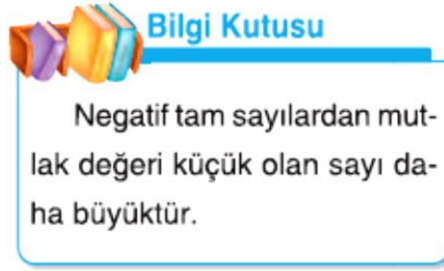 Bilgi Kutusu
Negatif tam sayılardan mut-
lak değeri küçük olan sayı da-
ha büyüktür.